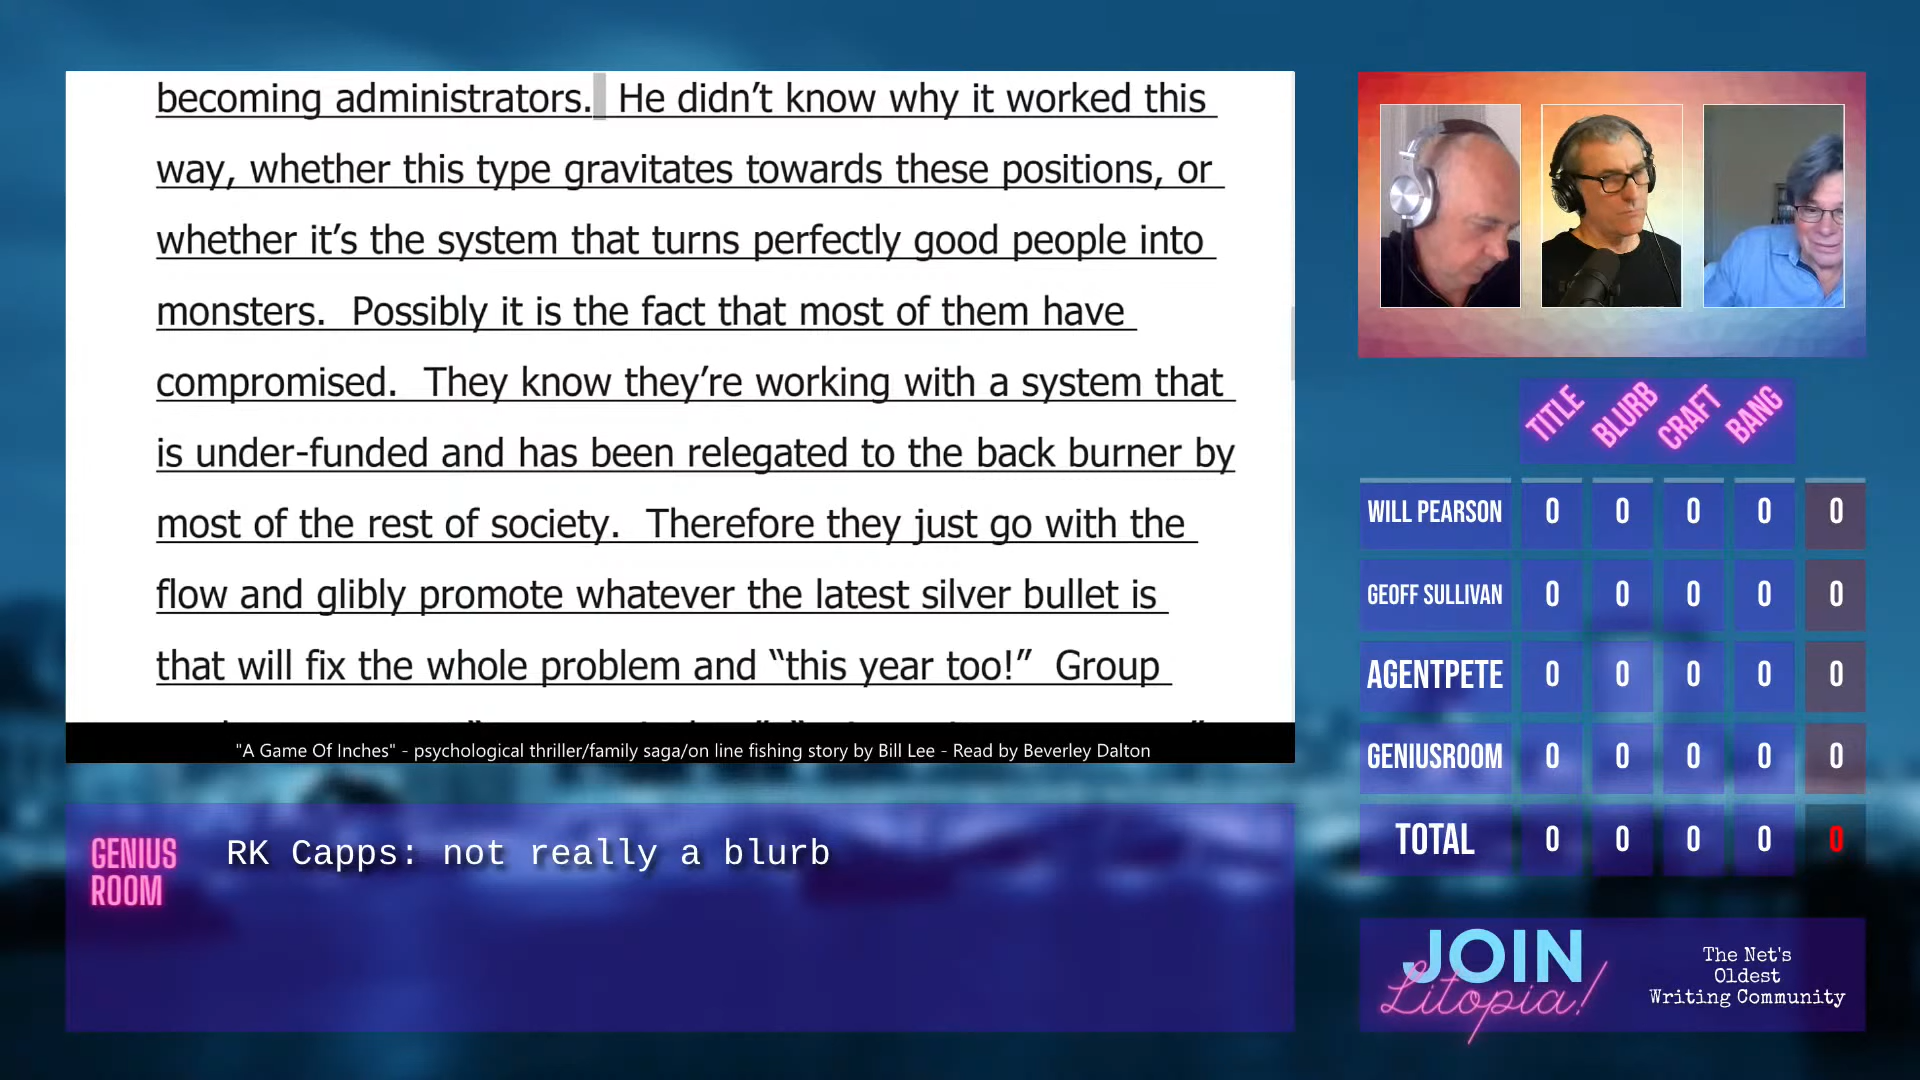 becoming administrators.  He didn’t know why it worked this
way, whether this type gravitates towards these positions, or
whether it’s the system that turns perfectly good people into
monsters.  Possibly it is the fact that most of them have
compromised.  They know they’re working with a system that
is under-funded and has been relegated to the back burner by
most of the rest of society.  Therefore they just go with the
flow and glibly promote whatever the latest silver bullet is
that will fix the whole problem and “this year too!”  Group
"A Game Of Inches" - psychological thriller/family saga/on line fishing story by Bill Lee - Read by Beverley Dalton
GENIUS
ROOM
RK Capps: not really a blurb
TITLE BLURB CRAFT BANG
WILL PEARSON 0 0 0 0 0
GEOFF SULLIVAN 0 0 0 0 0
AGENTPETE 0 0 0 0 0
GENIUSROOM 0 0 0 0 0
TOTAL 0 0 0 0 0
JOIN
Litopia!
The Net's
Oldest
Writing Community